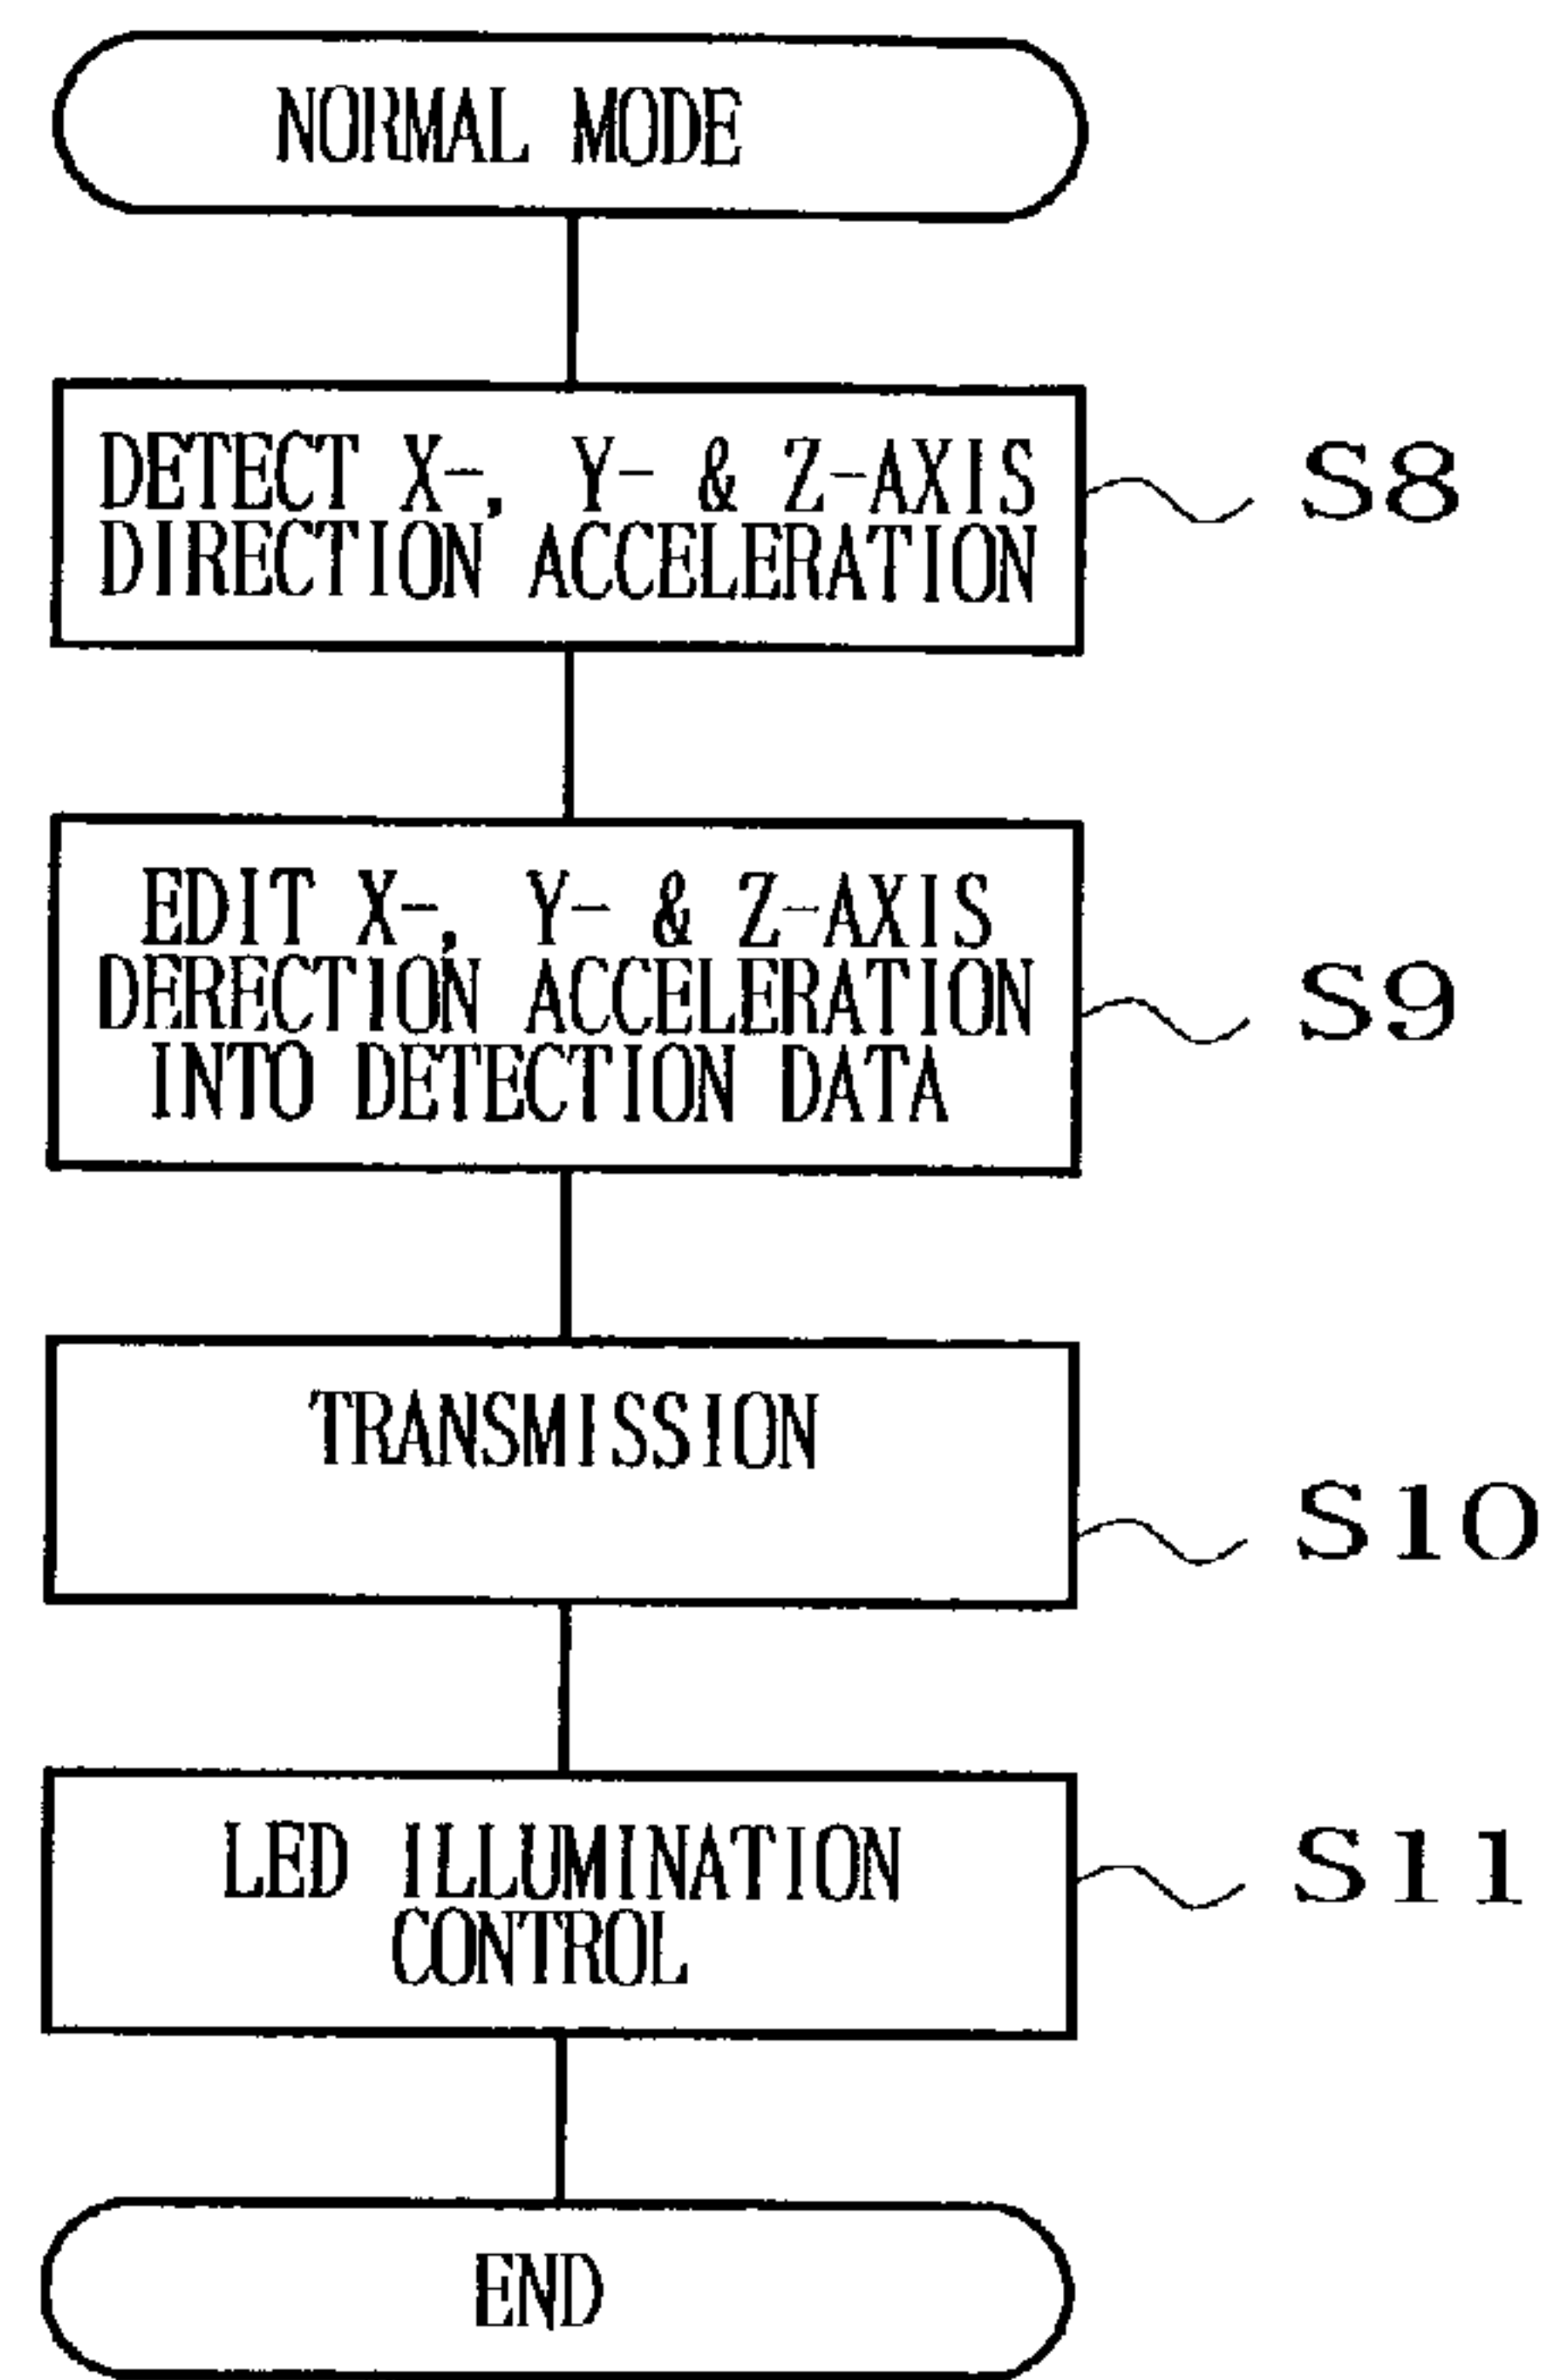 NORMAL MODE
DETECT X-, Y- & Z-AXIS
DIRECTION ACCELERATION
S8
EDIT X-, Y- & Z-AXIS
DERECTION ACCELERATION
INTO DETECTION DATA
S9
TRANSMISSION
S10
LED ILLUMINATION
CONTROL
S11
END